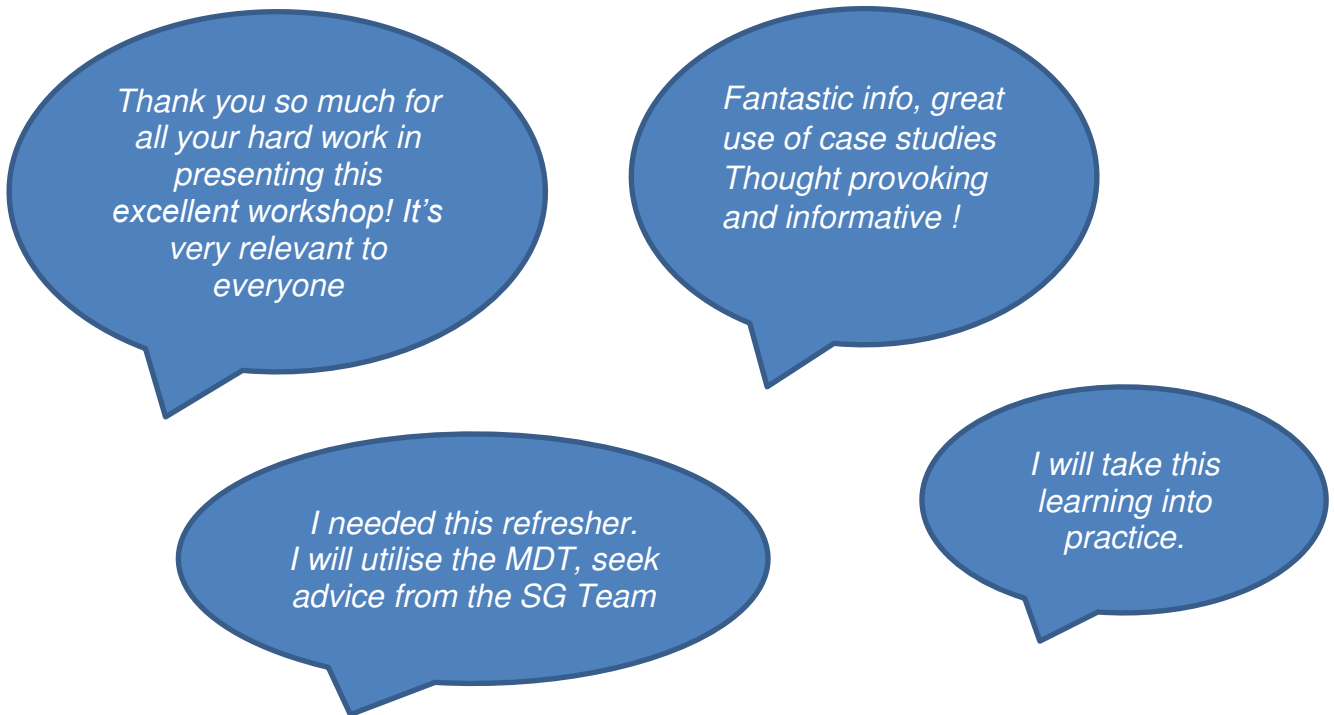 Thank you so much for
all your hard work in
presenting this
excellent workshop! It's
very relevant to
everyone
Fantastic info, great
use of case studies
Thought provoking
and informative !
I needed this refresher.
I will utilise the MDT, seek
advice from the SG Team
I will take this
learning into
practice.